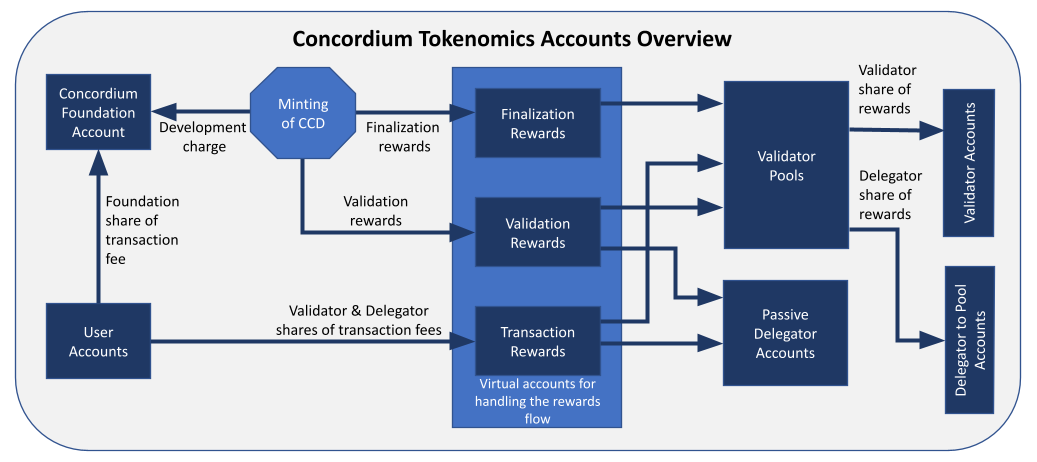 Concordium Tokenomics Accounts Overview
Concordium
Foundation
Account
Development
charge
Minting
of CCD
Finalization
rewards
Finalization
Rewards
Validator
Pools
Validator
share of
rewards
Validator Accounts
Foundation
share of
transaction
fee
Validation
rewards
Validation
Rewards
Delegator
share of
rewards
User
Accounts
Validator & Delegator
shares of transaction fees
Transaction
Rewards
Virtual accounts for
handling the rewards
flow
Passive
Delegator
Accounts
Delegator to Pool
Accounts